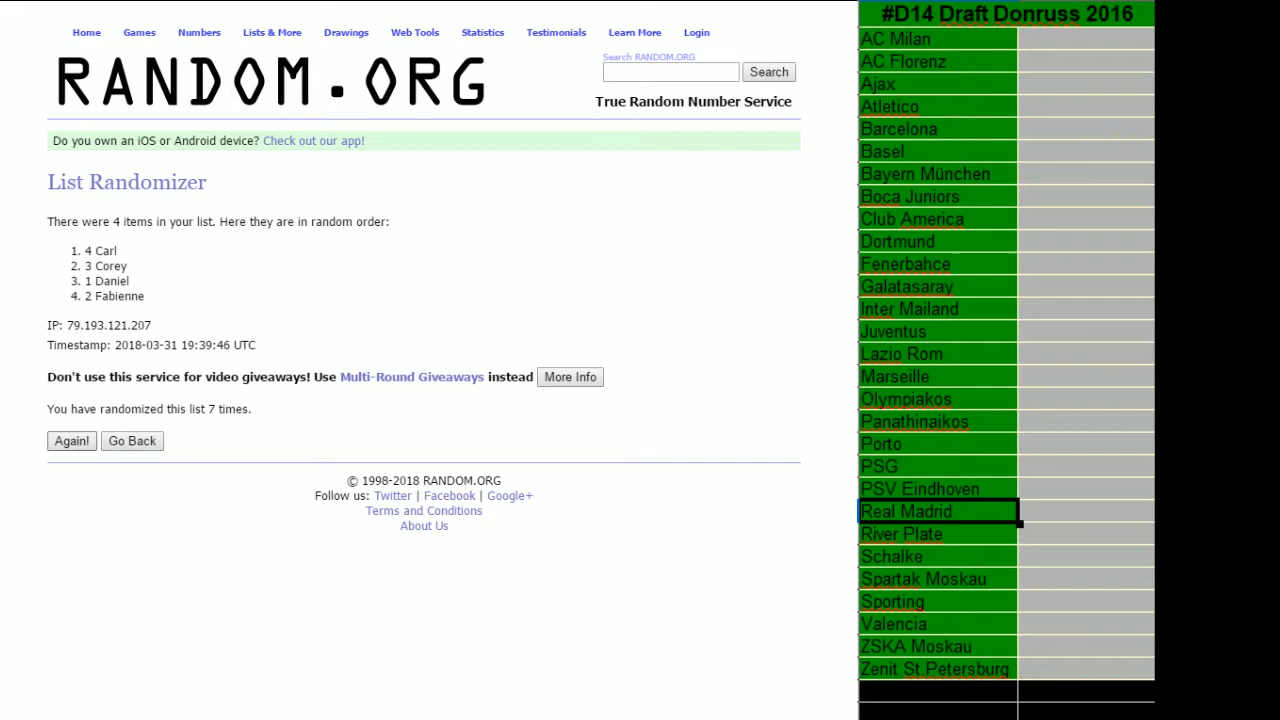 Home Games Numbers Lists & More Drawings Web Tools Statistics Testimonials Learn More Login
RANDOM.ORG
Search RANDOM.ORG
Search
True Random Number Service
Do you own an iOS or Android device? Check out our app!
List Randomizer
There were 4 items in your list. Here they are in random order:
1. 4 Carl
2. 3 Corey
3. 1 Daniel
4. 2 Fabienne
IP: 79.193.121.207
Timestamp: 2018-03-31 19:39:46 UTC
Don't use this service for video giveaways! Use Multi-Round Giveaways instead More Info
You have randomized this list 7 times.
Again! Go Back
© 1998-2018 RANDOM.ORG
Follow us: Twitter | Facebook | Google+
Terms and Conditions
About Us
#D14 Draft Donruss 2016
AC Milan
AC Florenz
Ajax
Atletico
Barcelona
Basel
Bayern München
Boca Juniors
Club America
Dortmund
Fenerbahce
Galatasaray
Inter Mailand
Juventus
Lazio Rom
Marseille
Olympiakos
Panathinaikos
Porto
PSG
PSV Eindhoven
Real Madrid
River Plate
Schalke
Spartak Moskau
Sporting
Valencia
ZSKA Moskau
Zenit St.Petersburg